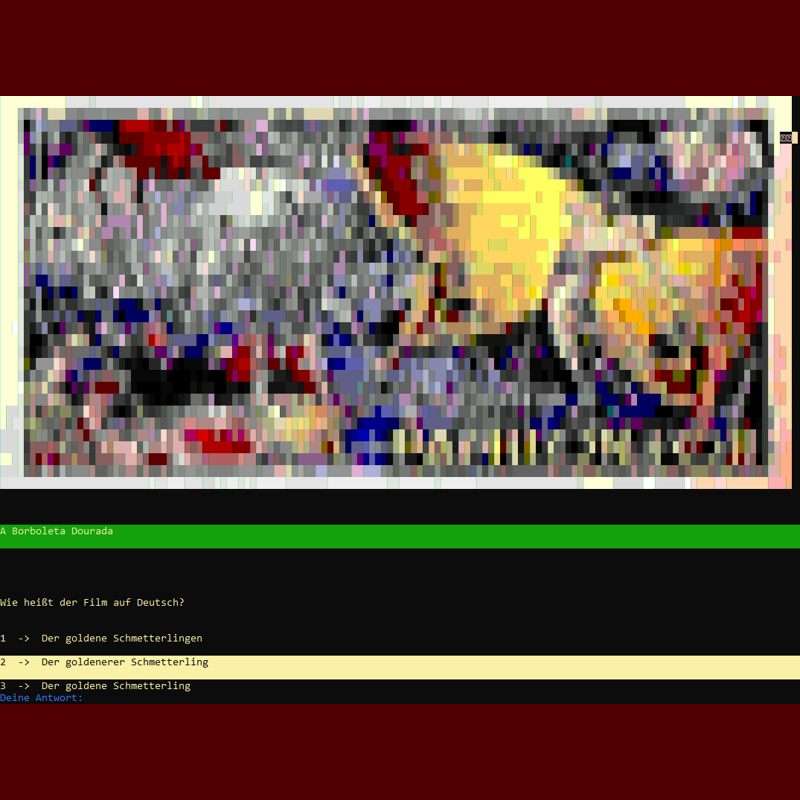 A Borboleta Dourada
Wie heißt der Film auf Deutsch?
1 -> Der goldene Schmetterlingen
2 -> Der goldenerer Schmetterling
3 -> Der goldene Schmetterling
Deine Antwort: